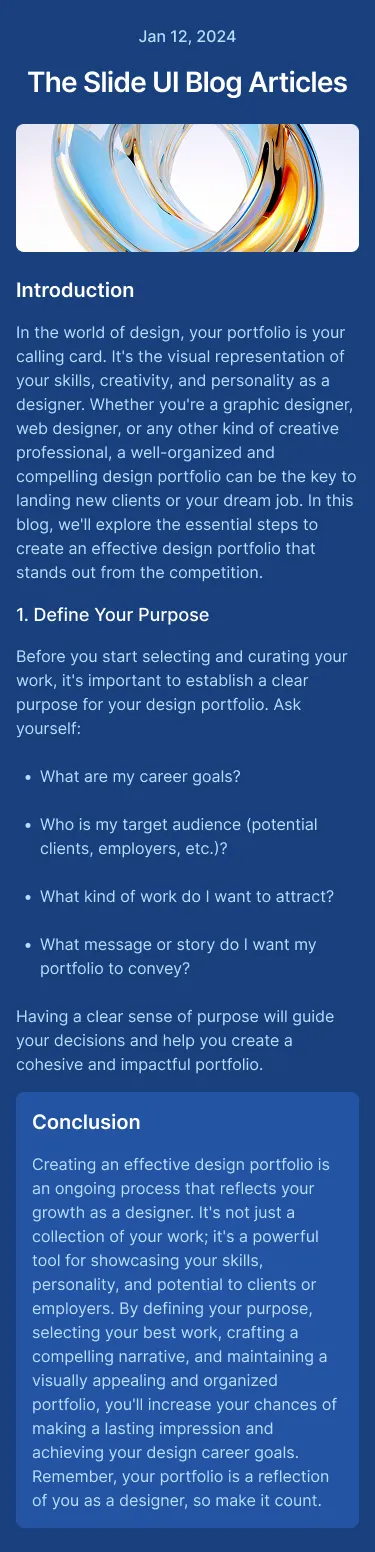 Jan 12, 2024
The Slide UI Blog Articles
Introduction
In the world of design, your portfolio is your
calling card. It's the visual representation of
your skills, creativity, and personality as a
designer. Whether you're a graphic designer,
web designer, or any other kind of creative
professional, a well-organized and
compelling design portfolio can be the key to
landing new clients or your dream job. In this
blog, we'll explore the essential steps to
create an effective design portfolio that
stands out from the competition.
1. Define Your Purpose
Before you start selecting and curating your
work, it's important to establish a clear
purpose for your design portfolio. Ask
yourself:
• What are my career goals?
• Who is my target audience (potential
clients, employers, etc.)?
• What kind of work do I want to attract?
• What message or story do I want my
portfolio to convey?
Having a clear sense of purpose will guide
your decisions and help you create a
cohesive and impactful portfolio.
Conclusion
Creating an effective design portfolio is
an ongoing process that reflects your
growth as a designer. It's not just a
collection of your work; it's a powerful
tool for showcasing your skills,
personality, and potential to clients or
employers. By defining your purpose,
selecting your best work, crafting a
compelling narrative, and maintaining a
visually appealing and organized
portfolio, you'll increase your chances of
making a lasting impression and
achieving your design career goals.
Remember, your portfolio is a reflection
of you as a designer, so make it count.